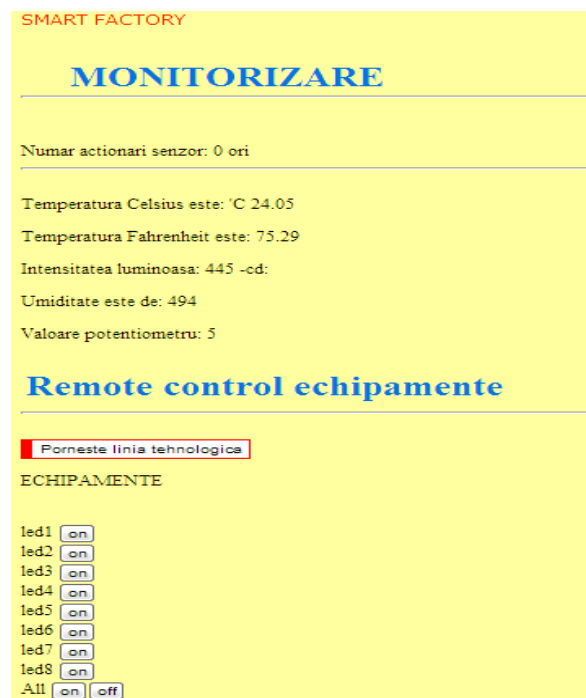 SMART FACTORY
MONITORIZARE
Numar actionari senzor: 0 ori
Temperatura Celsius este: 'C 24.05
Temperatura Fahrenheit este: 75.29
Intensitatea luminoasa: 445 -cd:
Umiditate este de: 494
Valoare potentiometru: 5
Remote control echipamente
Porneste linia tehnologica
ECHIPAMENTE
led1 on
led2 on
led3 on
led4 on
led5 on
led6 on
led7 on
led8 on
All on off